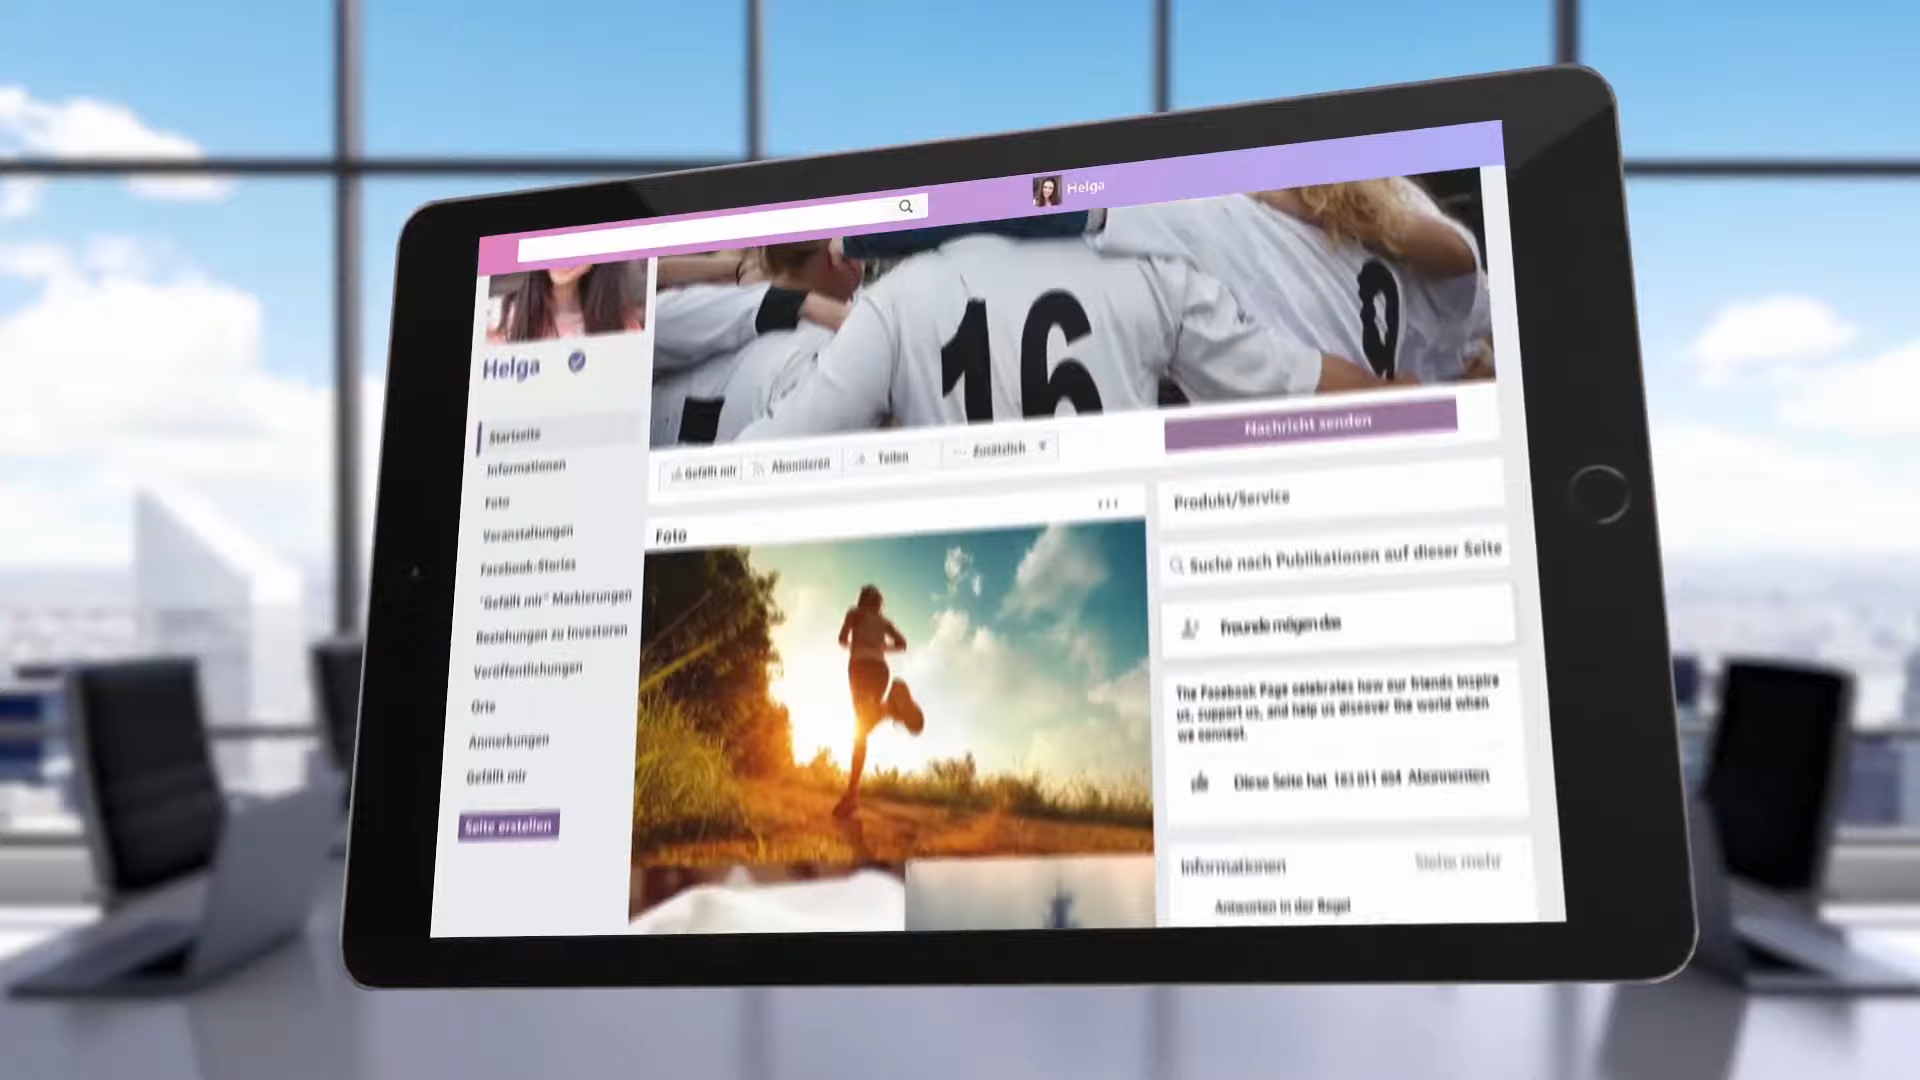 Helga
16
9
Helga
Startseite
Informationen
Foto
Veranstaltungen
Facebook-Stories
"Gefällt mir" Markierungen
Beziehungen zu Investoren
Veröffentlichungen
Orte
Anmerkungen
Gefällt mir
Seite erstellen
Gefällt mir
Abonnieren
Teilen
Zusätzlich
Nachricht senden
Foto
Produkt/Service
Suche nach Publikationen auf dieser Seite
Freunde mögen das
The Facebook Page celebrates how our friends inspire
us, support us, and help us discover the world when
we connect.
Diese Seite hat Abonnenten
Informationen
Siehe mehr
Antworten in der Regel